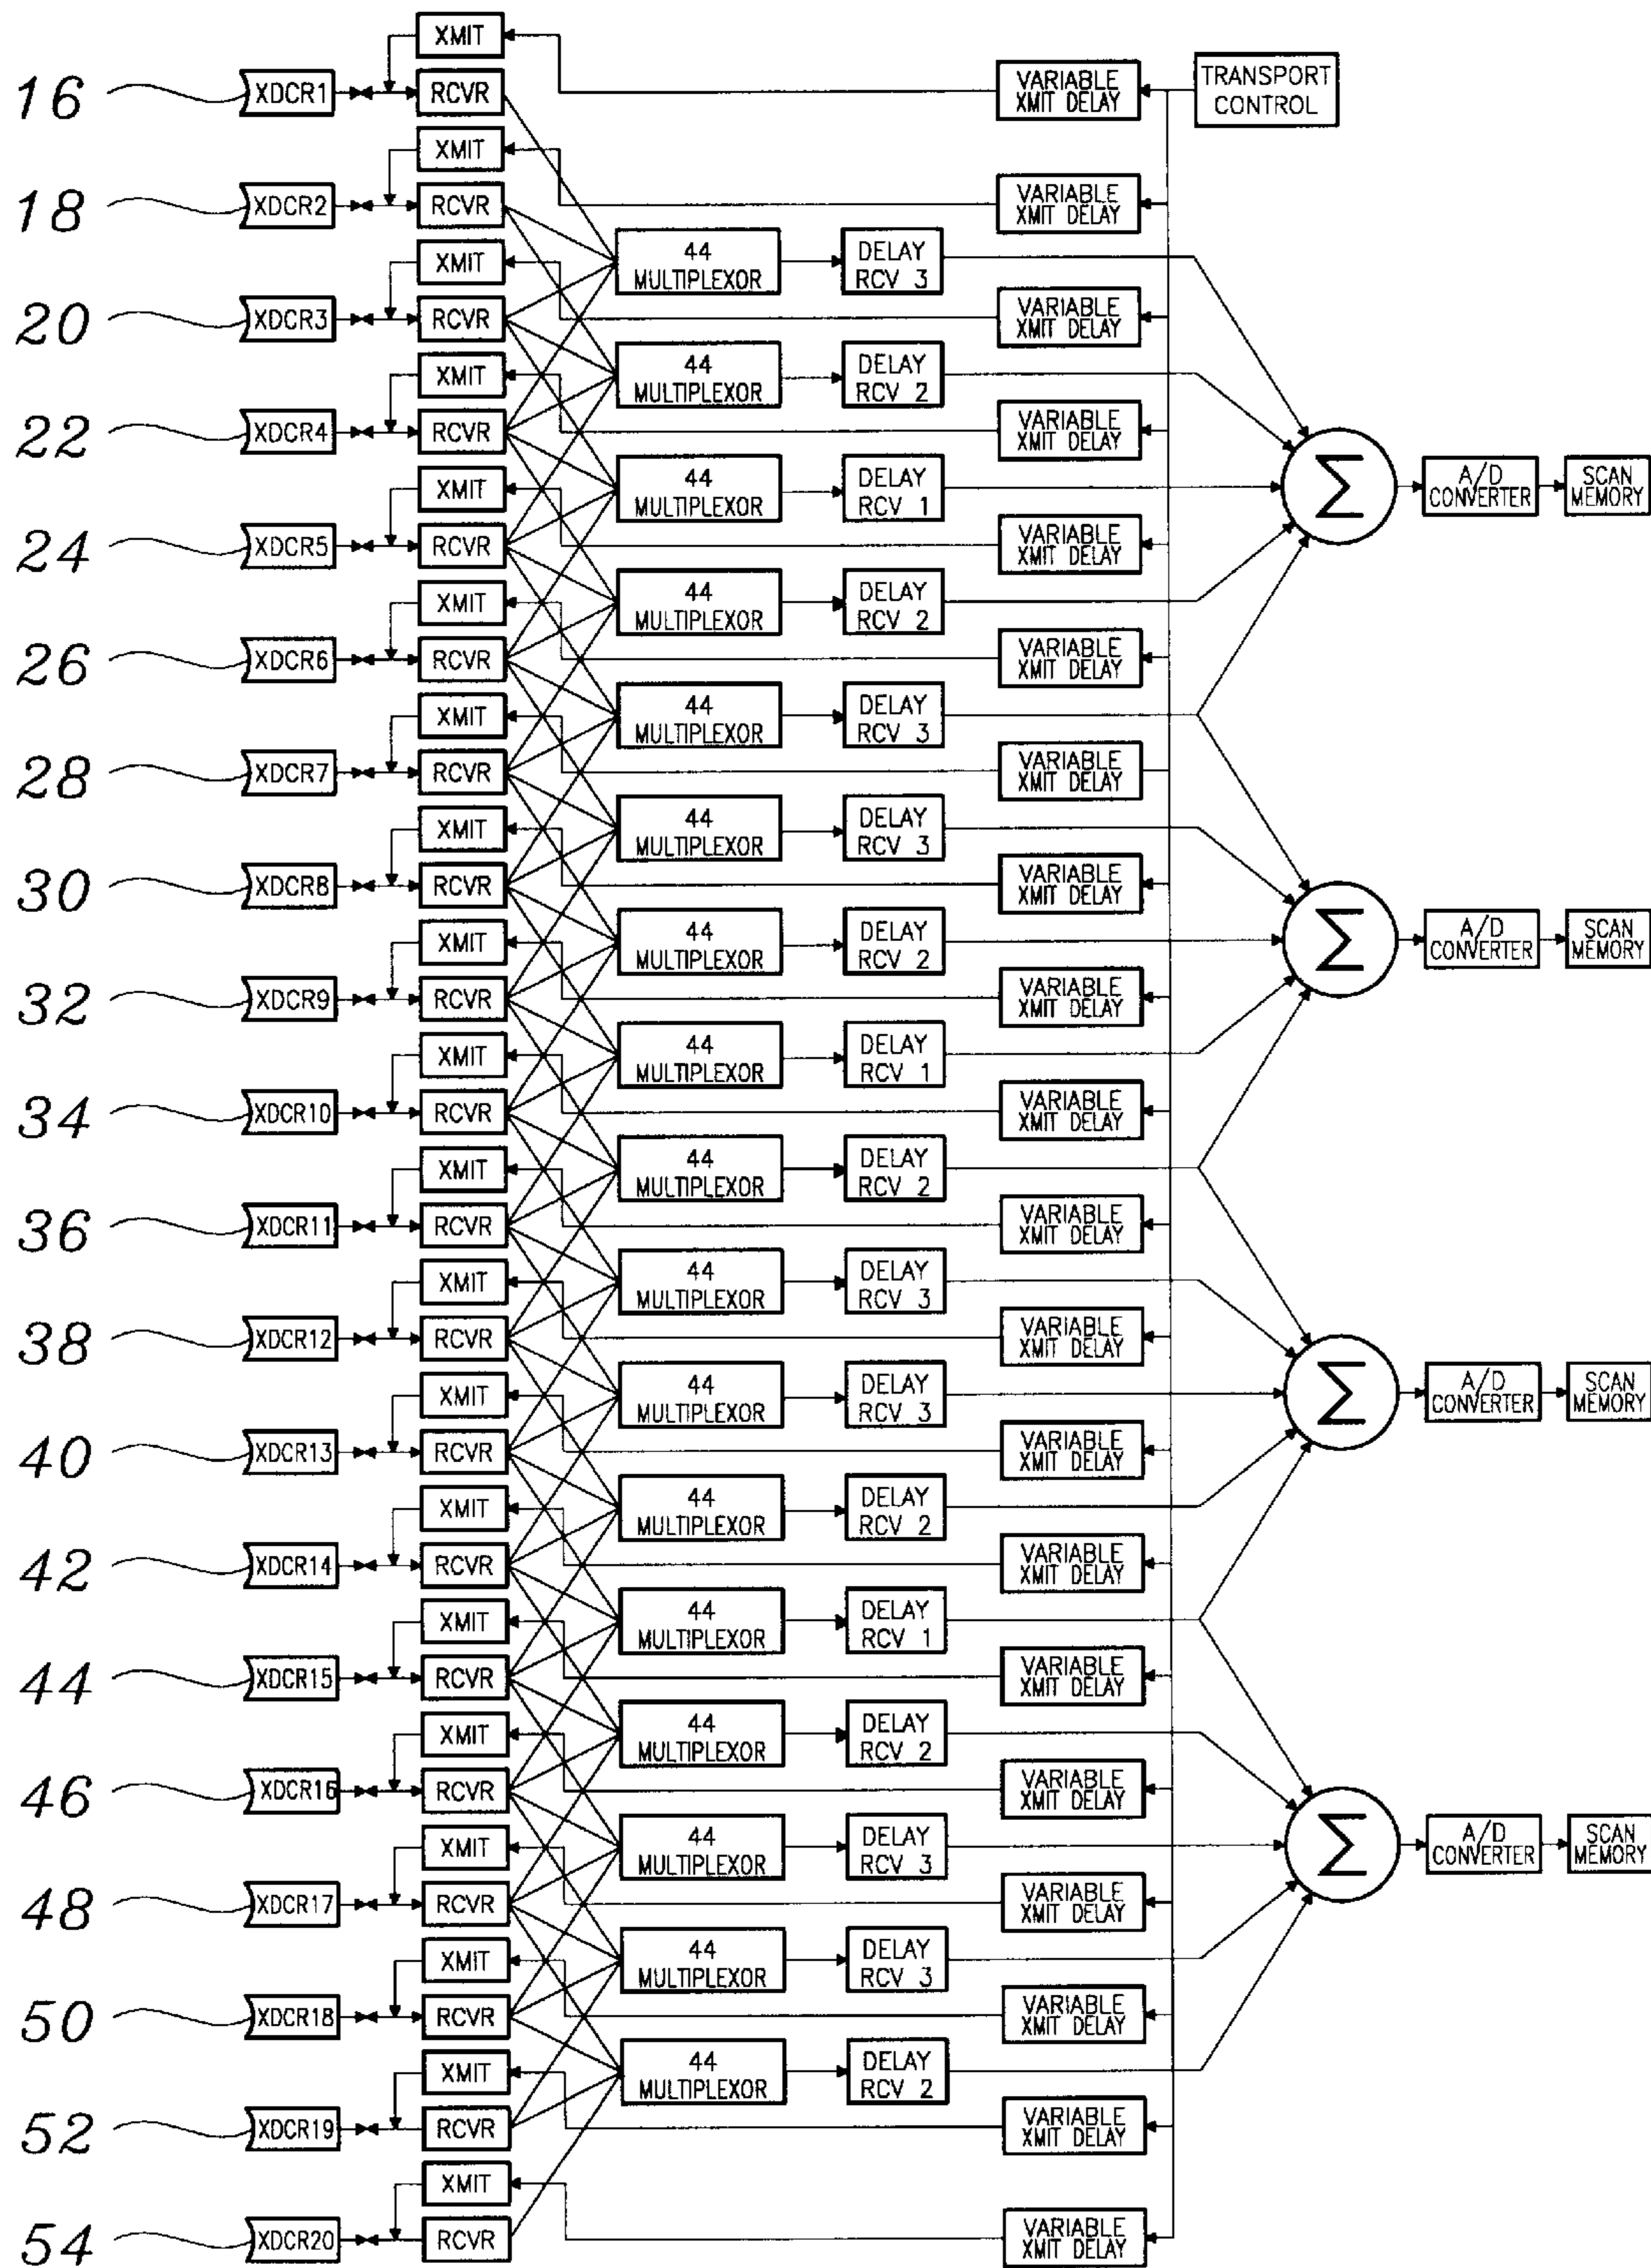 XMIT
16 XDCR1 RCVR VARIABLE XMIT DELAY TRANSPORT CONTROL
XMIT
18 XDCR2 RCVR VARIABLE XMIT DELAY
XMIT 44 MULTIPLEXOR DELAY RCV 3
20 XDCR3 RCVR VARIABLE XMIT DELAY
XMIT 44 MULTIPLEXOR DELAY RCV 2
22 XDCR4 RCVR VARIABLE XMIT DELAY
XMIT 44 MULTIPLEXOR DELAY RCV 1 Σ A/D CONVERTER SCAN MEMORY
24 XDCR5 RCVR VARIABLE XMIT DELAY
XMIT 44 MULTIPLEXOR DELAY RCV 2
26 XDCR6 RCVR VARIABLE XMIT DELAY
XMIT 44 MULTIPLEXOR DELAY RCV 3
28 XDCR7 RCVR VARIABLE XMIT DELAY
XMIT 44 MULTIPLEXOR DELAY RCV 3
30 XDCR8 RCVR VARIABLE XMIT DELAY
XMIT 44 MULTIPLEXOR DELAY RCV 2 Σ A/D CONVERTER SCAN MEMORY
32 XDCR9 RCVR VARIABLE XMIT DELAY
XMIT 44 MULTIPLEXOR DELAY RCV 1
34 XDCR10 RCVR VARIABLE XMIT DELAY
XMIT 44 MULTIPLEXOR DELAY RCV 2
36 XDCR11 RCVR VARIABLE XMIT DELAY
XMIT 44 MULTIPLEXOR DELAY RCV 3
38 XDCR12 RCVR VARIABLE XMIT DELAY
XMIT 44 MULTIPLEXOR DELAY RCV 3 Σ A/D CONVERTER SCAN MEMORY
40 XDCR13 RCVR VARIABLE XMIT DELAY
XMIT 44 MULTIPLEXOR DELAY RCV 2
42 XDCR14 RCVR VARIABLE XMIT DELAY
XMIT 44 MULTIPLEXOR DELAY RCV 1
44 XDCR15 RCVR VARIABLE XMIT DELAY
XMIT 44 MULTIPLEXOR DELAY RCV 2
46 XDCR16 RCVR VARIABLE XMIT DELAY
XMIT 44 MULTIPLEXOR DELAY RCV 3 Σ A/D CONVERTER SCAN MEMORY
48 XDCR17 RCVR VARIABLE XMIT DELAY
XMIT 44 MULTIPLEXOR DELAY RCV 3
50 XDCR18 RCVR VARIABLE XMIT DELAY
XMIT 44 MULTIPLEXOR DELAY RCV 2
52 XDCR19 RCVR VARIABLE XMIT DELAY
XMIT
54 XDCR20 RCVR VARIABLE XMIT DELAY